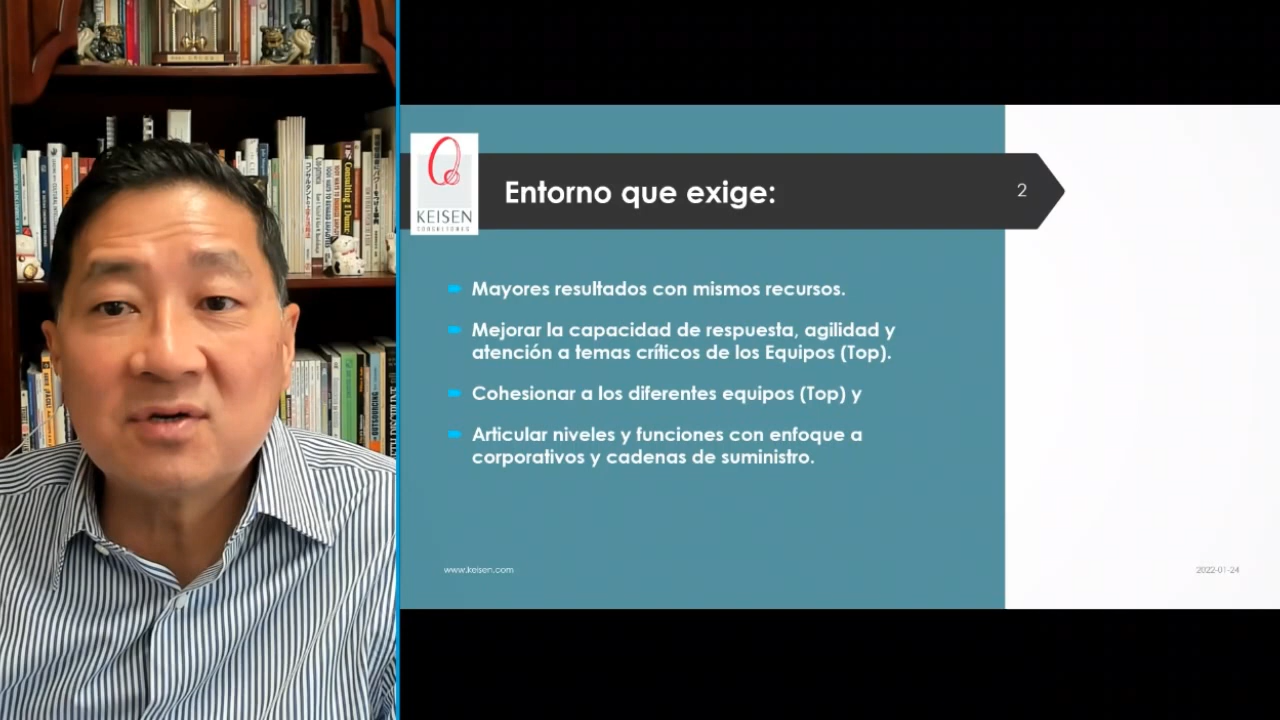 KEISEN
CONSULTORES
Entorno que exige:
2
Mayores resultados con mismos recursos.
Mejorar la capacidad de respuesta, agilidad y
atención a temas críticos de los Equipos (Top).
Cohesionar a los diferentes equipos (Top) y
Articular niveles y funciones con enfoque a
corporativos y cadenas de suministro.
www.keisen.com
2022-01-24
Consulting
OUTSOURCING